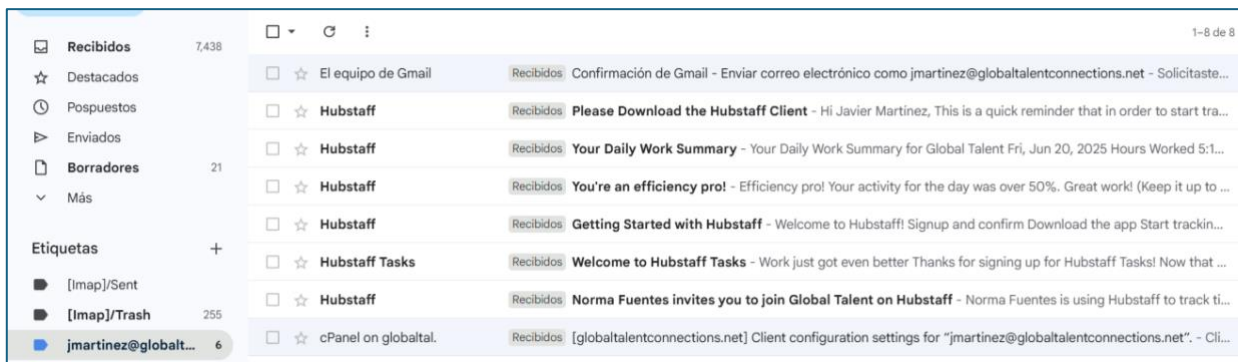 Recibidos 7,438
Destacados
Pospuestos
Enviados
Borradores 21
Más
Etiquetas +
[Imap]/Sent
[Imap]/Trash 255
jmartinez@globalt... 6
1–8 de 8
El equipo de Gmail Recibidos Confirmación de Gmail - Enviar correo electrónico como jmartinez@globaltalentconnections.net - Solicitaste...
Hubstaff Recibidos Please Download the Hubstaff Client - Hi Javier Martinez, This is a quick reminder that in order to start tra...
Hubstaff Recibidos Your Daily Work Summary - Your Daily Work Summary for Global Talent Fri, Jun 20, 2025 Hours Worked 5:1...
Hubstaff Recibidos You're an efficiency pro! - Efficiency pro! Your activity for the day was over 50%. Great work! (Keep it up to ...
Hubstaff Recibidos Getting Started with Hubstaff - Welcome to Hubstaff! Signup and confirm Download the app Start trackin...
Hubstaff Tasks Recibidos Welcome to Hubstaff Tasks - Work just got even better Thanks for signing up for Hubstaff Tasks! Now that ...
Hubstaff Recibidos Norma Fuentes invites you to join Global Talent on Hubstaff - Norma Fuentes is using Hubstaff to track ti...
cPanel on globaltal. Recibidos [globaltalentconnections.net] Client configuration settings for “jmartinez@globaltalentconnections.net”. - Cli...